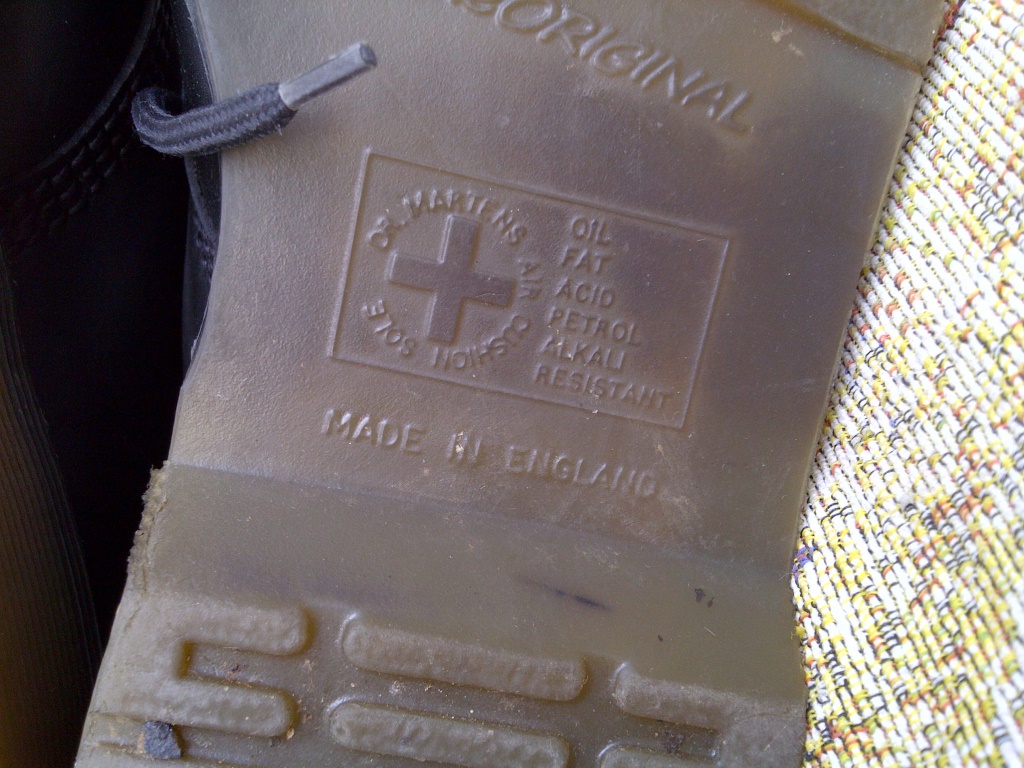 ORIGINAL
DR. MARTENS AIR CUSHION SOLE
OIL
FAT
ACID
PETROL
ALKALI
RESISTANT
MADE IN ENGLAND